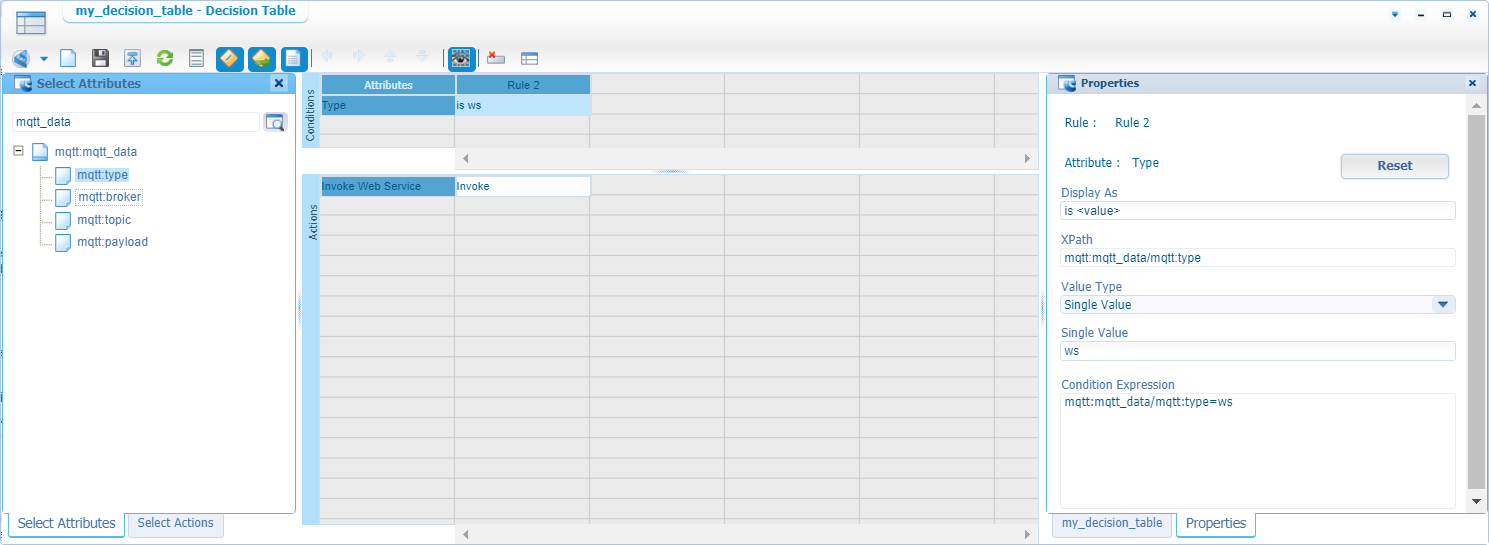 my_decision_table - Decision Table
Select Attributes
mqtt_data
mqtt:mqtt_data
mqtt:type
mqtt:broker
mqtt:topic
mqtt:payload
Select Attributes
Select Actions
Conditions
Attributes
Rule 2
Type
is ws
Actions
Invoke Web Service
Invoke
Properties
Rule :
Rule 2
Attribute :
Type
Reset
Display As
is <value>
XPath
mqtt:mqtt_data/mqtt:type
Value Type
Single Value
Single Value
ws
Condition Expression
mqtt:mqtt_data/mqtt:type=ws
my_decision_table
Properties